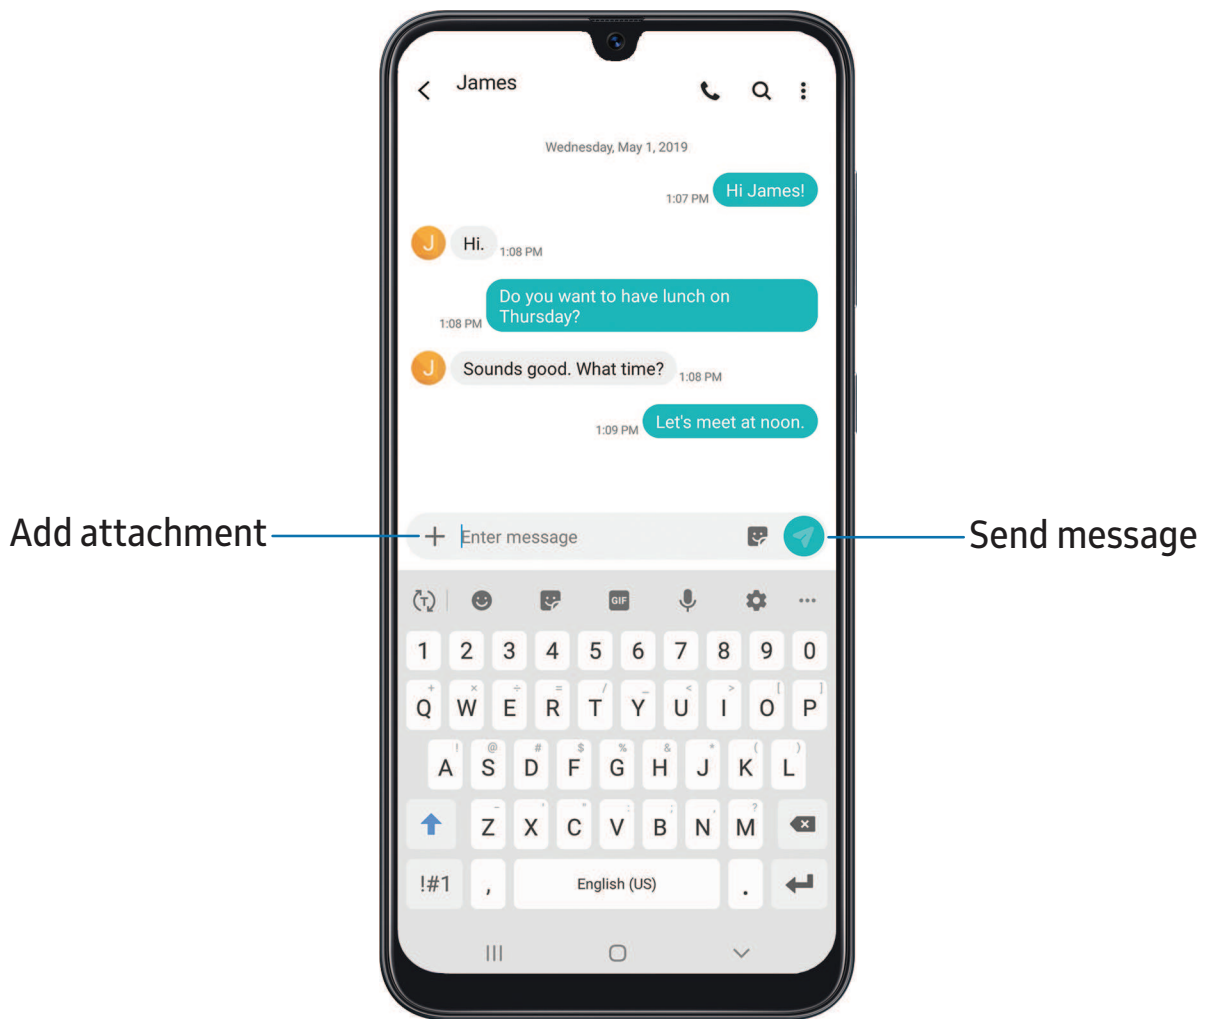 James
Wednesday, May 1, 2019
1:07 PM Hi James!
J Hi. 1:08 PM
Do you want to have lunch on
1:08 PM Thursday?
J Sounds good. What time? 1:08 PM
1:09 PM Let's meet at noon.
Add attachment
+ Enter message
Send message
T GIF
1 2 3 4 5 6 7 8 9 0
+ × ÷ = / _ < > [ ]
Q W E R T Y U I O P
! @ # $ % & * ( )
A S D F G H J K L
- ' " : ; , ?
Z X C V B N M
!#1 , English (US) .